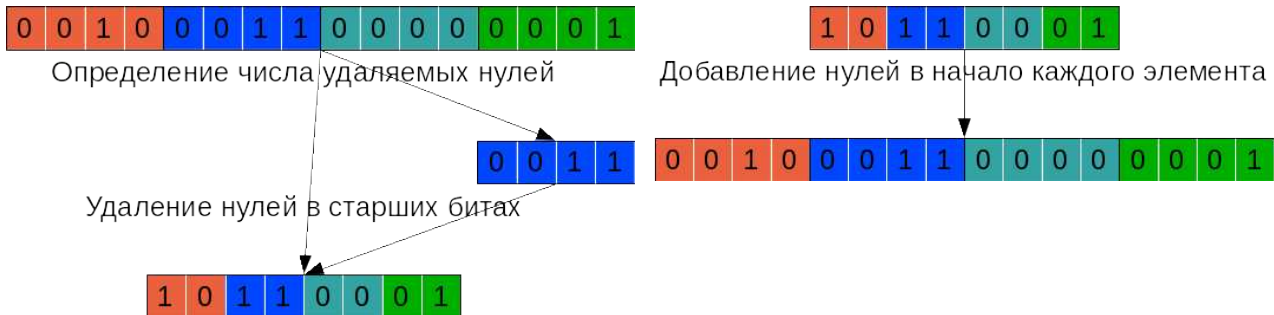 0 0 1 0 0 0 1 1 0 0 0 0 0 0 0 1
Определение числа удаляемых нулей
0 0 1 1
Удаление нулей в старших битах
1 0 1 1 0 0 0 1
1 0 1 1 0 0 0 1
Добавление нулей в начало каждого элемента
0 0 1 0 0 0 1 1 0 0 0 0 0 0 0 1